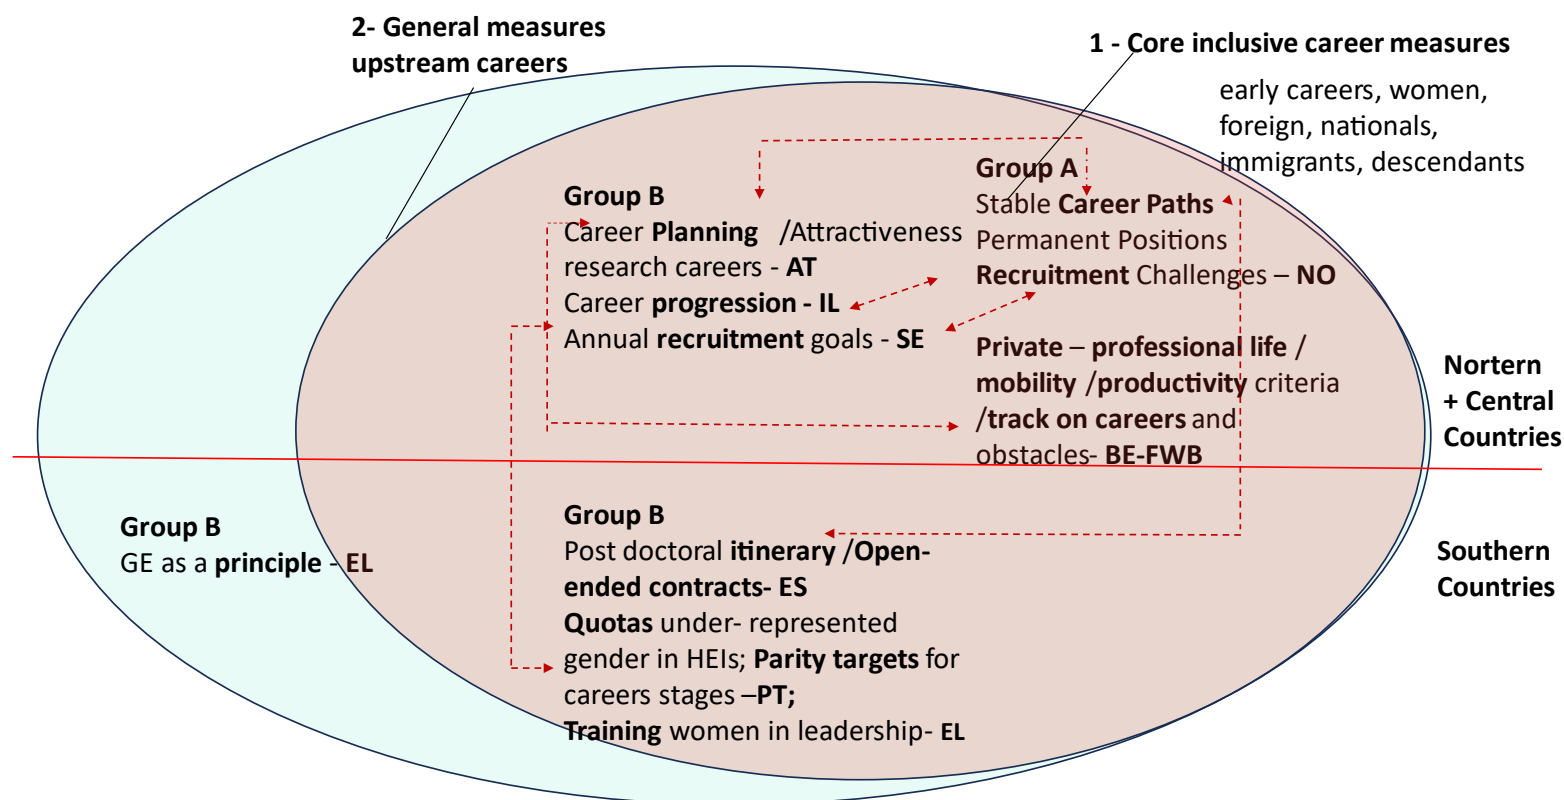 2- General measures
upstream careers
1 - Core inclusive career measures
early careers, women,
foreign, nationals,
immigrants, descendants
Group B
Career Planning /Attractiveness
research careers - AT
Career progression - IL
Annual recruitment goals - SE
Group A
Stable Career Paths
Permanent Positions
Recruitment Challenges – NO
Private – professional life /
mobility /productivity criteria
/track on careers and
obstacles- BE-FWB
Nortern
+ Central
Countries
Group B
GE as a principle - EL
Group B
Post doctoral itinerary /Open-
ended contracts- ES
Quotas under- represented
gender in HEIs; Parity targets for
careers stages –PT;
Training women in leadership- EL
Southern
Countries